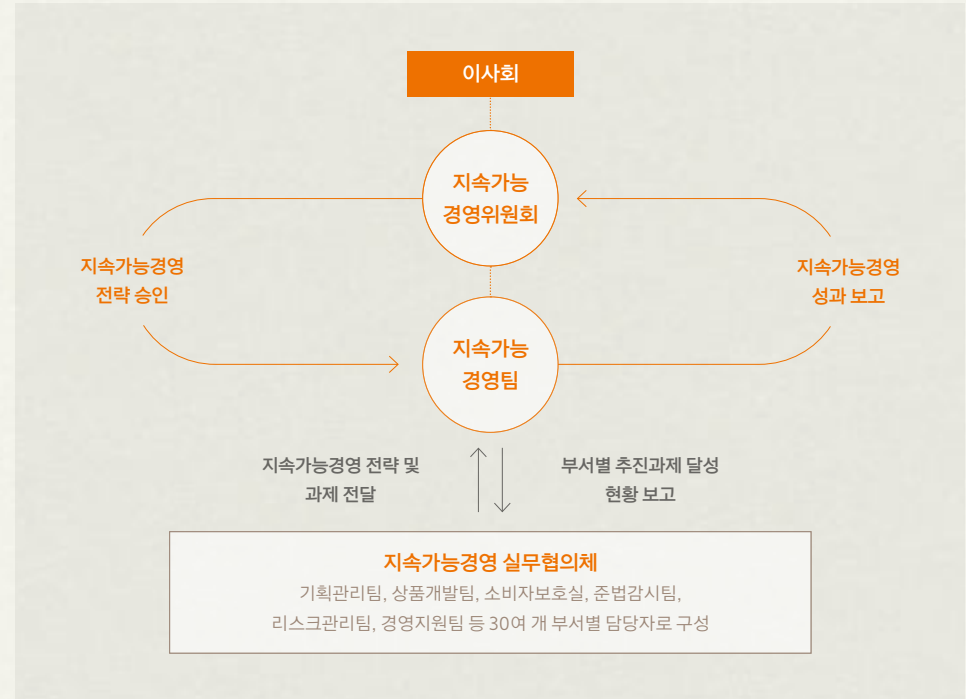 이사회
지속가능
경영위원회
지속가능경영
전략 승인
지속가능경영
성과 보고
지속가능
경영팀
지속가능경영 전략 및
과제 전달
부서별 추진과제 달성
현황 보고
지속가능경영 실무협의체
기획관리팀, 상품개발팀, 소비자보호실, 준법감시팀,
리스크관리팀, 경영지원팀 등 30여 개 부서별 담당자로 구성